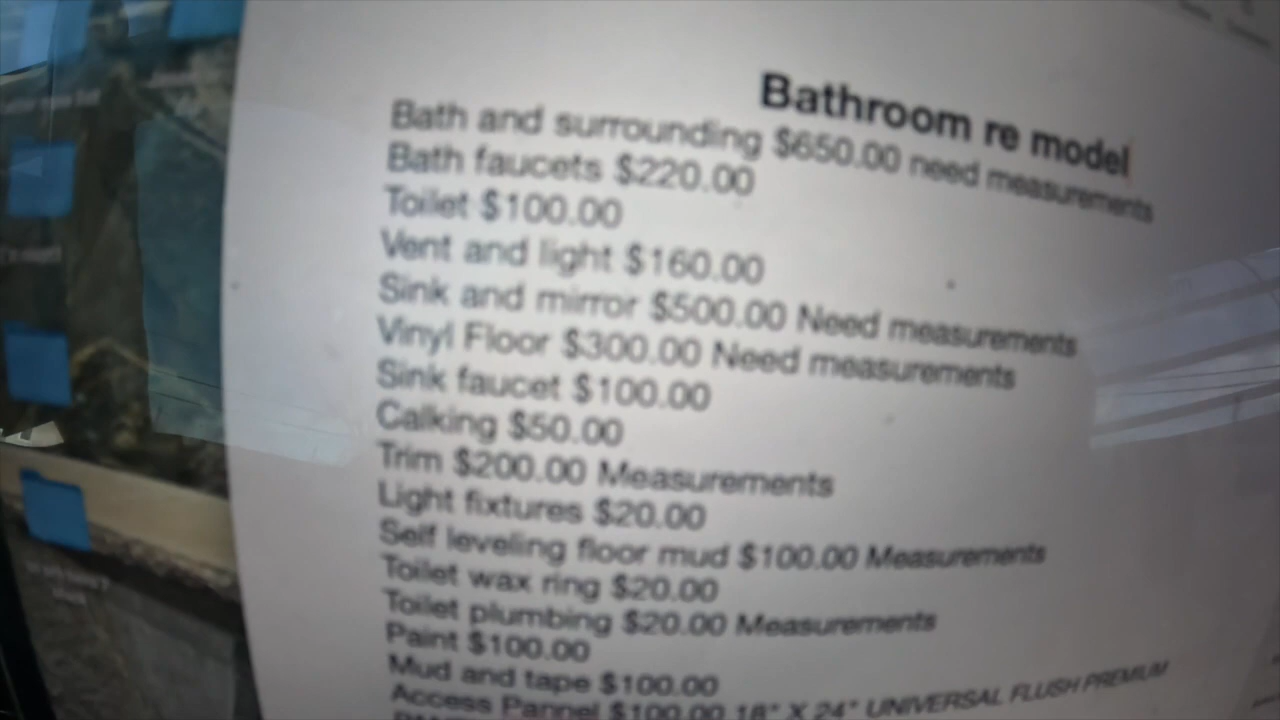 Bathroom re model
Bath and surrounding $650.00 need measurements
Bath faucets $220.00
Toilet $100.00
Vent and light $160.00
Sink and mirror $500.00 Need measurements
Vinyl Floor $300.00 Need measurements
Sink faucet $100.00
Calking $50.00
Trim $200.00 Measurements
Light fixtures $20.00
Self leveling floor mud $100.00 Measurements
Toilet wax ring $20.00
Toilet plumbing $20.00 Measurements
Paint $100.00
Mud and tape $100.00
Access Pannel $100.00 18" X 24" UNIVERSAL FLUSH PREMIUM